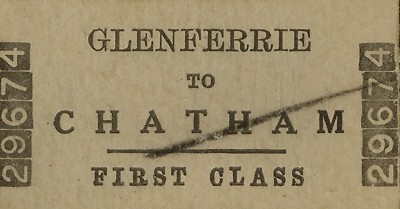 GLENFERRIE
TO
CHATHAM
FIRST CLASS
29674
29674